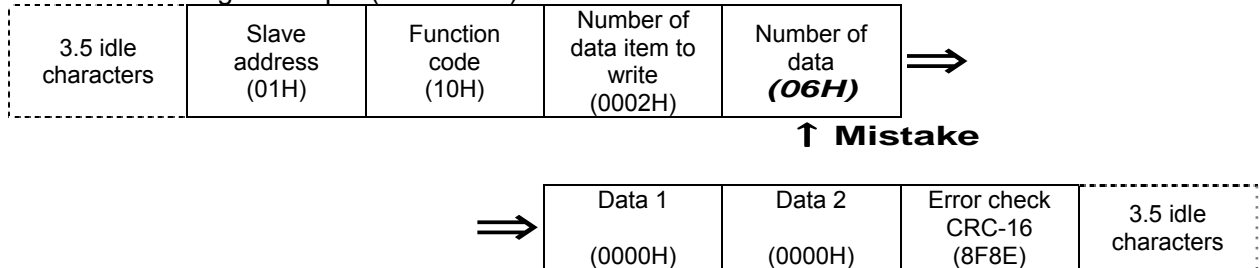 3.5 idle
characters
Slave
address
(01H)
Function
code
(10H)
Number of
data item to
write
(0002H)
Number of
data
(06H)
⇒
↑ Mistake
⇒
Data 1
(0000H)
Data 2
(0000H)
Error check
CRC-16
(8F8E)
3.5 idle
characters